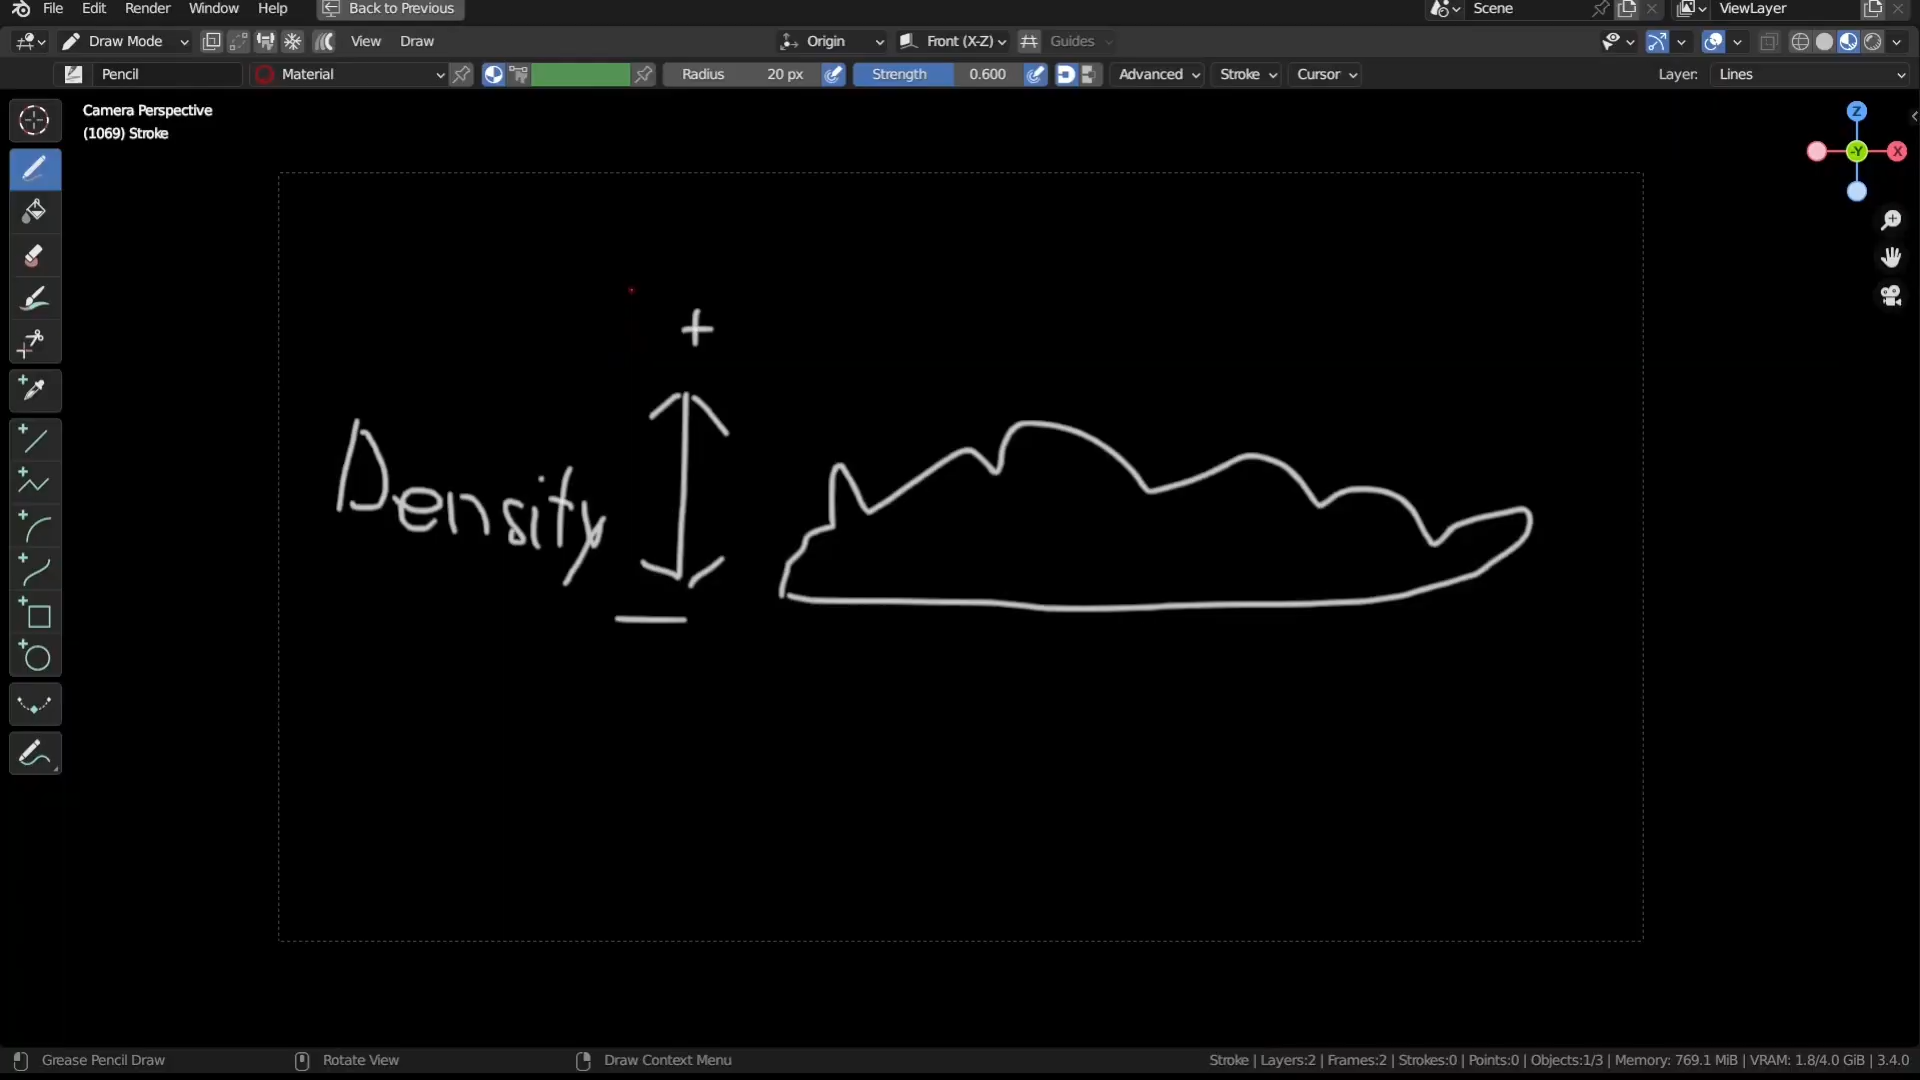 File Edit Render Window Help Back to Previous Scene ViewLayer
Draw Mode View Draw Origin Front (X-Z) Guides
Pencil Material Radius 20 px Strength 0.600 Advanced Stroke Cursor Layer: Lines
Camera Perspective
(1069) Stroke
Z
-Y X
+
Density
—
Grease Pencil Draw Rotate View Draw Context Menu Stroke | Layers:2 | Frames:2 | Strokes:0 | Points:0 | Objects:1/3 | Memory: 769.1 MiB | VRAM: 1.8/4.0 GiB | 3.4.0